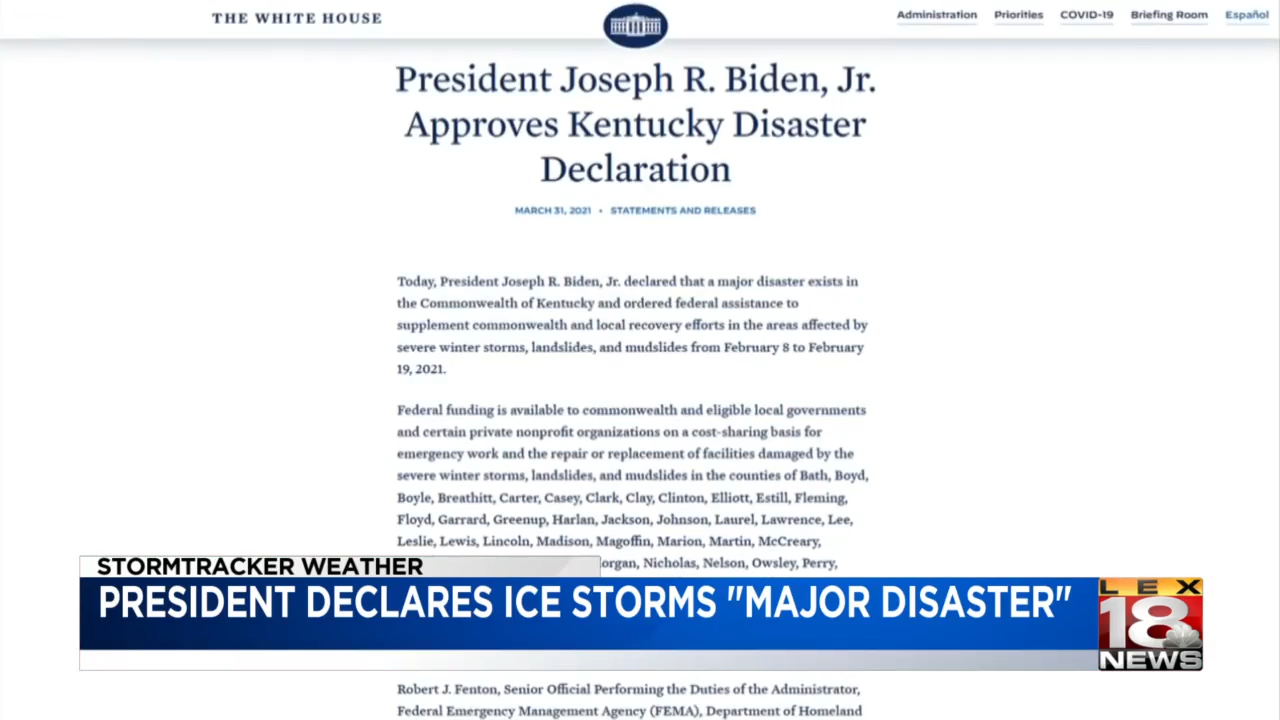 THE WHITE HOUSE
Administration Priorities COVID-19 Briefing Room Español
President Joseph R. Biden, Jr.
Approves Kentucky Disaster
Declaration
MARCH 31, 2021 • STATEMENTS AND RELEASES
Today, President Joseph R. Biden, Jr. declared that a major disaster exists in
the Commonwealth of Kentucky and ordered federal assistance to
supplement commonwealth and local recovery efforts in the areas affected by
severe winter storms, landslides, and mudslides from February 8 to February
19, 2021.
Federal funding is available to commonwealth and eligible local governments
and certain private nonprofit organizations on a cost-sharing basis for
emergency work and the repair or replacement of facilities damaged by the
severe winter storms, landslides, and mudslides in the counties of Bath, Boyd,
Boyle, Breathitt, Carter, Casey, Clark, Clay, Clinton, Elliott, Estill, Fleming,
Floyd, Garrard, Greenup, Harlan, Jackson, Johnson, Laurel, Lawrence, Lee,
Leslie, Lewis, Lincoln, Madison, Magoffin, Marion, Martin, McCreary,
organ, Nicholas, Nelson, Owsley, Perry,
STORMTRACKER WEATHER
PRESIDENT DECLARES ICE STORMS "MAJOR DISASTER"
LEX
18
NEWS
Robert J. Fenton, Senior Official Performing the Duties of the Administrator,
Federal Emergency Management Agency (FEMA), Department of Homeland